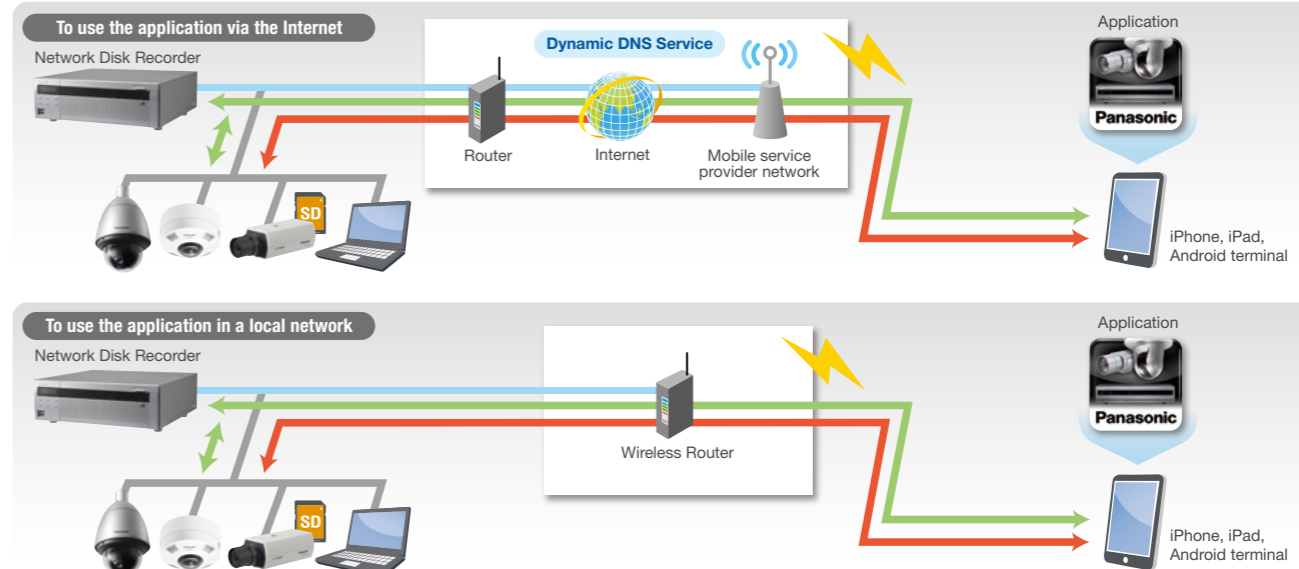 To use the application via the Internet
Network Disk Recorder
Dynamic DNS Service
Application
Panasonic
Router
Internet
Mobile service
provider network
SD
iPhone, iPad,
Android terminal
To use the application in a local network
Network Disk Recorder
Application
Panasonic
Wireless Router
SD
iPhone, iPad,
Android terminal